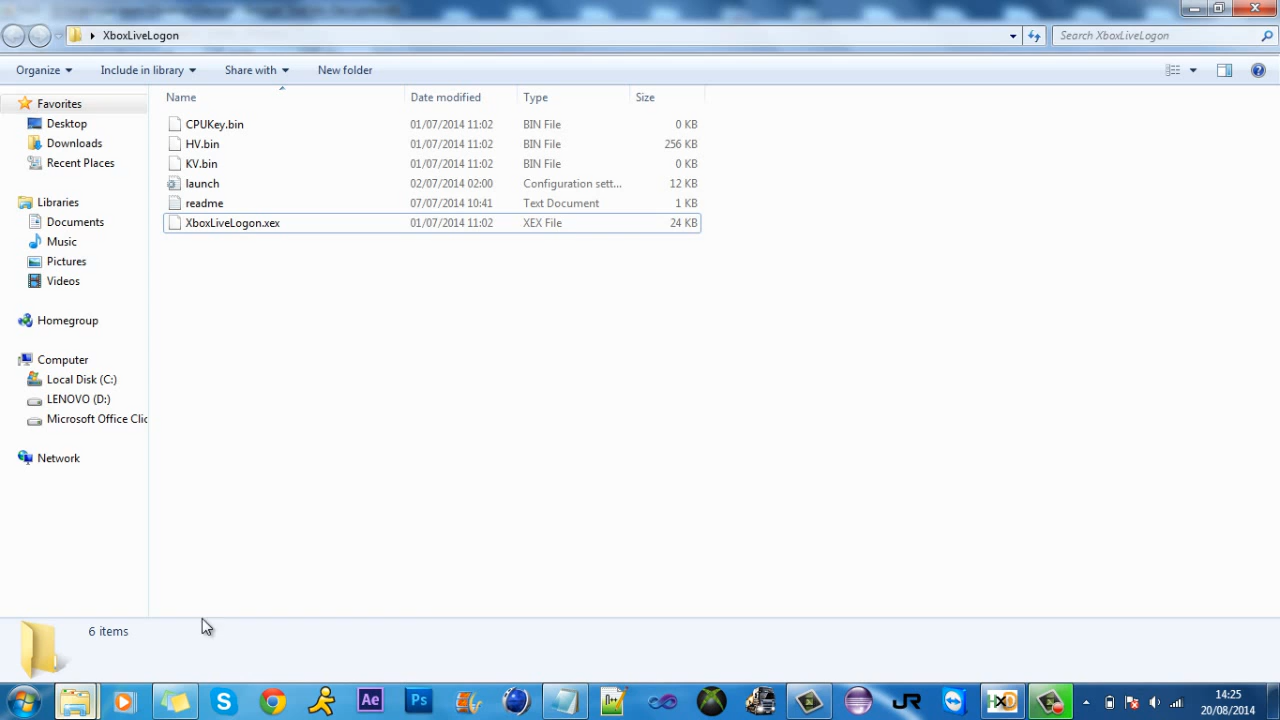 XboxLiveLogon
Search XboxLiveLogon
Organize Include in library Share with New folder
Name Date modified Type Size
CPUKey.bin 01/07/2014 11:02 BIN File 0 KB
HV.bin 01/07/2014 11:02 BIN File 256 KB
KV.bin 01/07/2014 11:02 BIN File 0 KB
launch 02/07/2014 02:00 Configuration sett... 12 KB
readme 07/07/2014 10:41 Text Document 1 KB
XboxLiveLogon.xex 01/07/2014 11:02 XEX File 24 KB
Favorites
Desktop
Downloads
Recent Places
Libraries
Documents
Music
Pictures
Videos
Homegroup
Computer
Local Disk (C:)
LENOVO (D:)
Microsoft Office Clic
Network
6 items
Ae Ps n++ JR HXD
14:25
20/08/2014